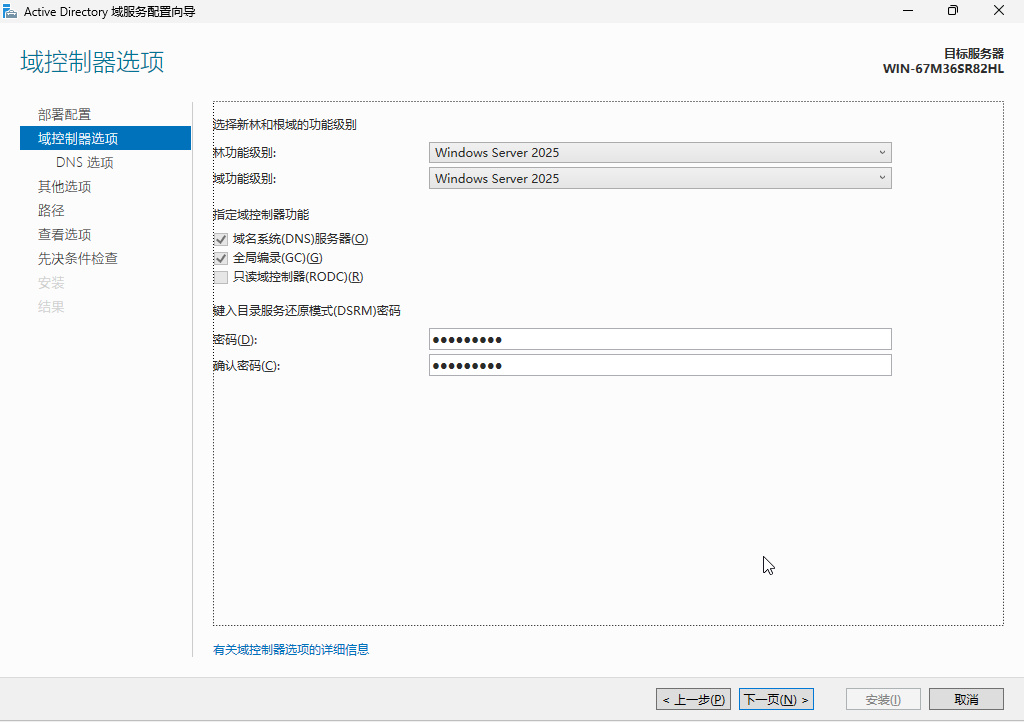 Active Directory 域服务配置向导
域控制器选项
目标服务器
WIN-67M36SR82HL
部署配置
域控制器选项
DNS 选项
其他选项
路径
查看选项
先决条件检查
安装
结果
选择新林和根域的功能级别
林功能级别: Windows Server 2025
域功能级别: Windows Server 2025
指定域控制器功能
域名系统(DNS)服务器(O)
全局编录(GC)(G)
只读域控制器(RODC)(R)
键入目录服务还原模式(DSRM)密码
密码(D): ●●●●●●●●●
确认密码(C): ●●●●●●●●●
有关域控制器选项的详细信息
< 上一步(P) 下一页(N) > 安装(I) 取消